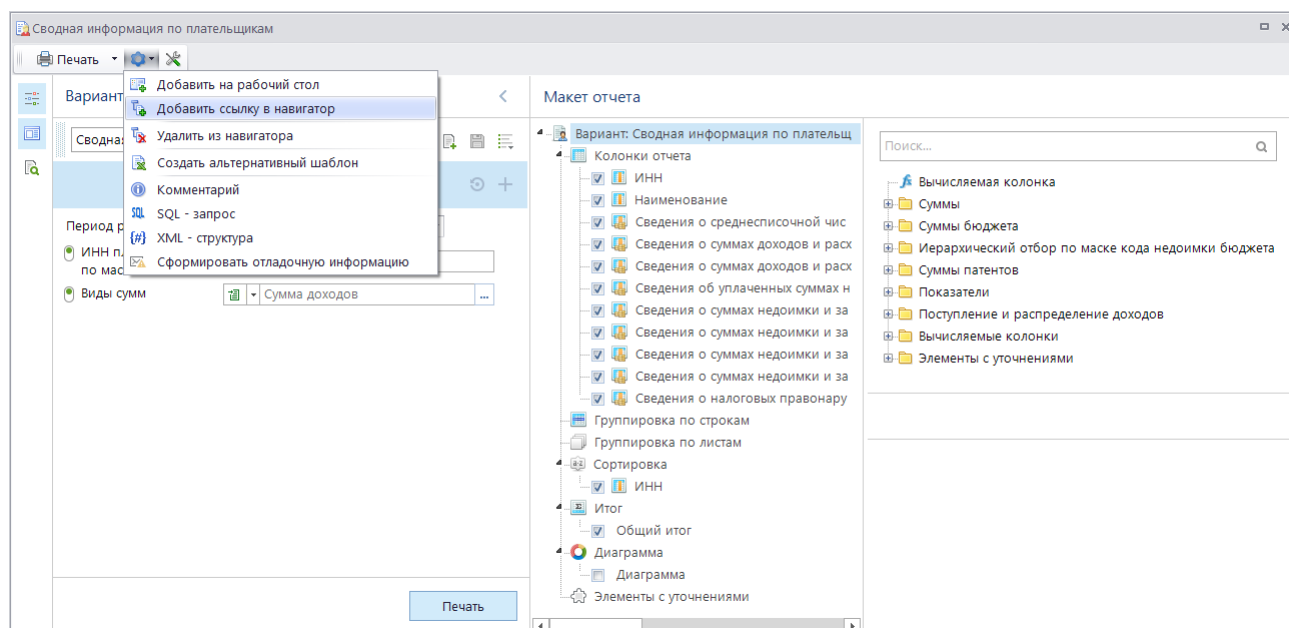 Сводная информация по плательщикам
Печать
Добавить на рабочий стол
Добавить ссылку в навигатор
Удалить из навигатора
Создать альтернативный шаблон
Комментарий
SQL SQL - запрос
{#} XML - структура
Сформировать отладочную информацию
Вариант
Сводна
Период р
ИНН п
по мас
Виды сумм
Сумма доходов
...
Печать
Макет отчета
Вариант: Сводная информация по плательщ
Колонки отчета
ИНН
Наименование
Сведения о среднесписочной чис
Сведения о суммах доходов и расх
Сведения о суммах доходов и расх
Сведения об уплаченных суммах н
Сведения о суммах недоимки и за
Сведения о суммах недоимки и за
Сведения о суммах недоимки и за
Сведения о суммах недоимки и за
Сведения о налоговых правонару
Группировка по строкам
Группировка по листам
Сортировка
ИНН
Итог
Общий итог
Диаграмма
Диаграмма
Элементы с уточнениями
Поиск...
fx Вычисляемая колонка
Суммы
Суммы бюджета
Иерархический отбор по маске кода недоимки бюджета
Суммы патентов
Показатели
Поступление и распределение доходов
Вычисляемые колонки
Элементы с уточнениями